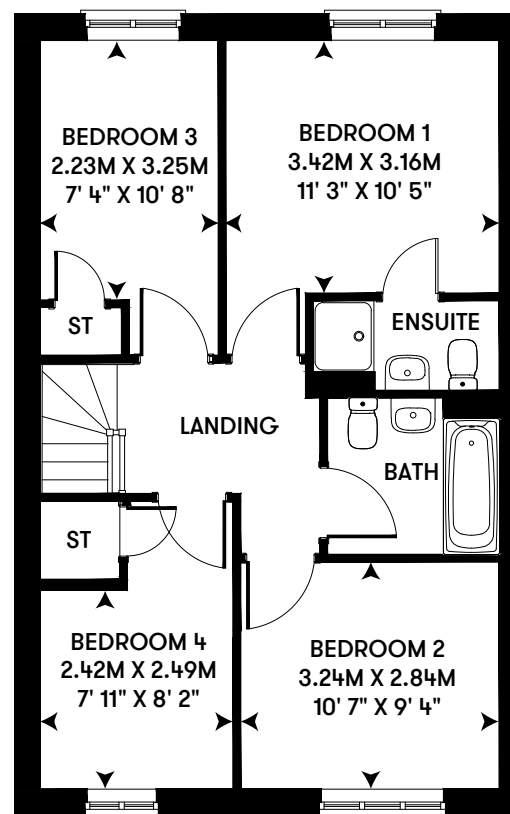 BEDROOM 3
2.23M X 3.25M
7' 4" X 10' 8"
BEDROOM 1
3.42M X 3.16M
11' 3" X 10' 5"
ST
ENSUITE
LANDING
BATH
ST
BEDROOM 4
2.42M X 2.49M
7' 11" X 8' 2"
BEDROOM 2
3.24M X 2.84M
10' 7" X 9' 4"